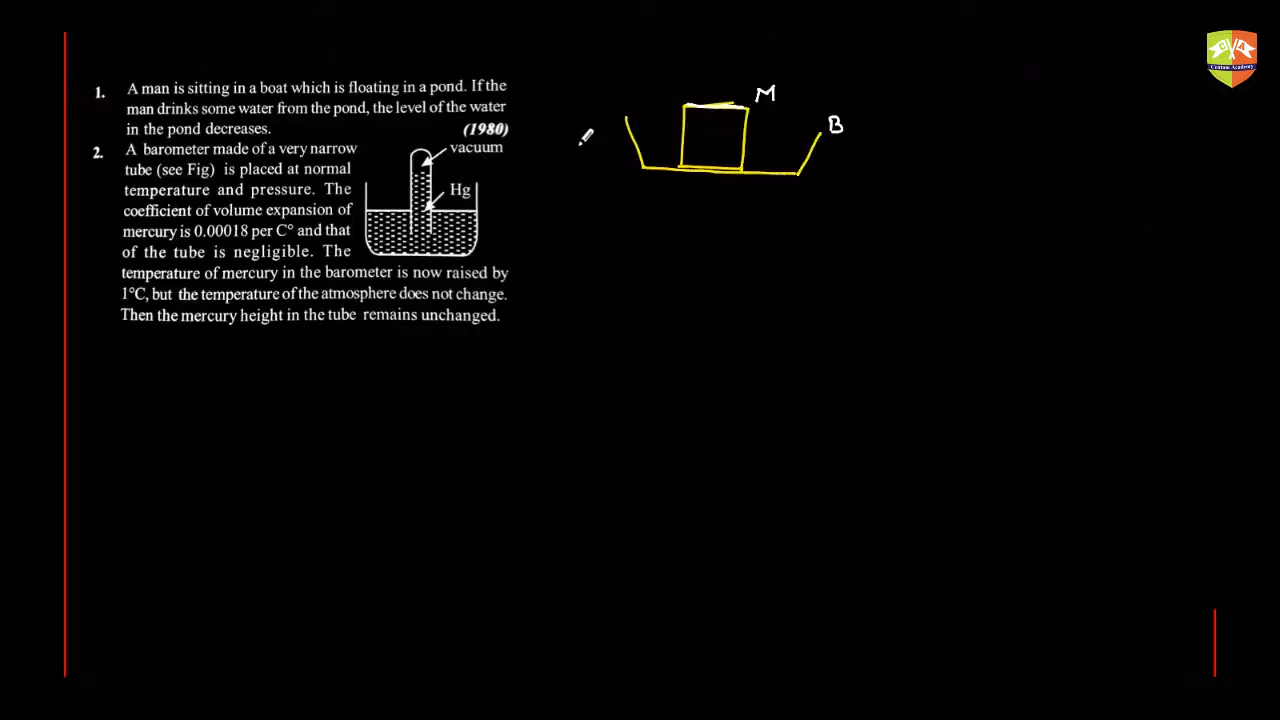 1. A man is sitting in a boat which is floating in a pond. If the
man drinks some water from the pond, the level of the water
in the pond decreases. (1980)
2. A barometer made of a very narrow
tube (see Fig) is placed at normal
temperature and pressure. The
coefficient of volume expansion of
mercury is 0.00018 per C° and that
of the tube is negligible. The
temperature of mercury in the barometer is now raised by
1°C, but the temperature of the atmosphere does not change.
Then the mercury height in the tube remains unchanged.
vacuum
Hg
M
B
C A
Centum Academy